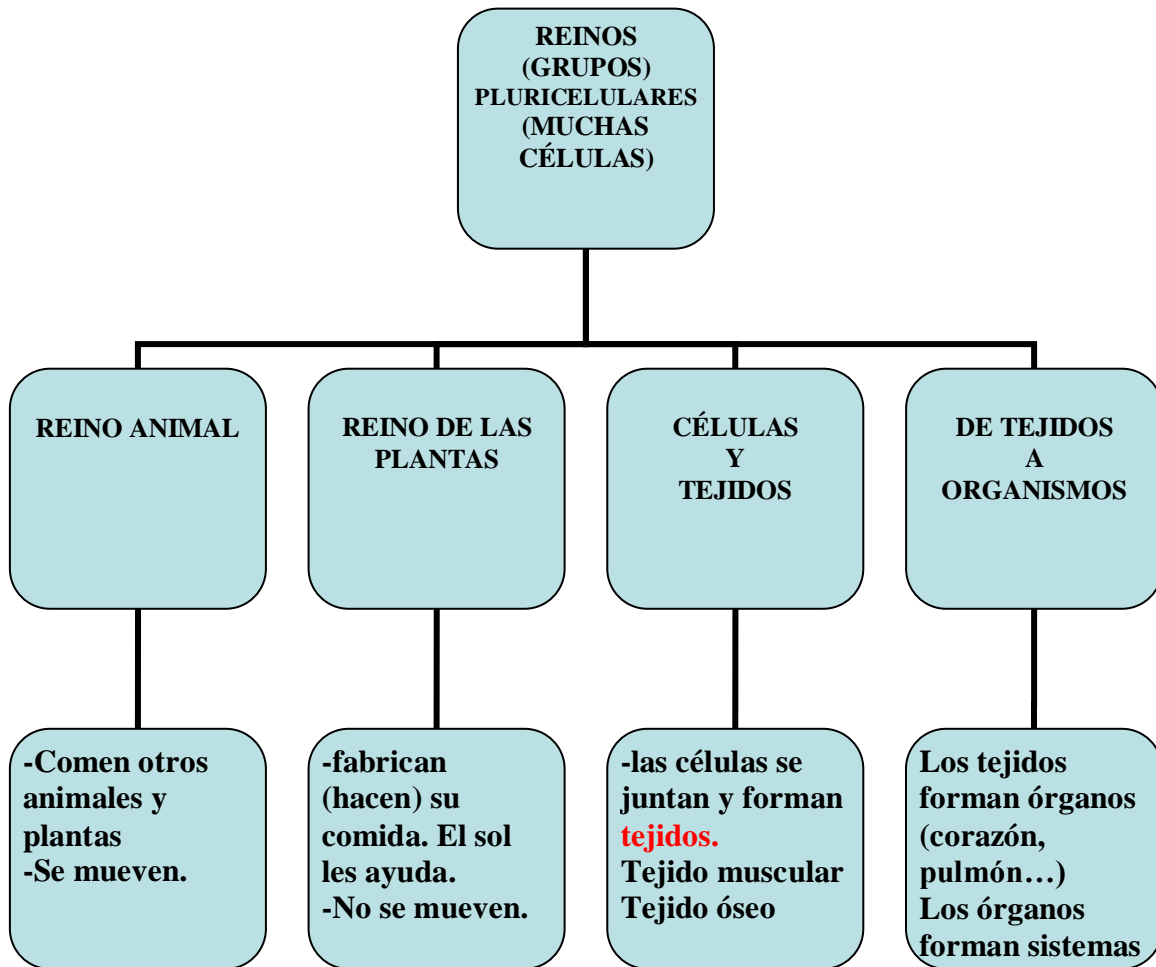 REINOS
(GRUPOS)
PLURICELULARES
(MUCHAS
CÉLULAS)
REINO ANIMAL
REINO DE LAS
PLANTAS
CÉLULAS
Y
TEJIDOS
DE TEJIDOS
A
ORGANISMOS
-Comen otros
animales y
plantas
-Se mueven.
-fabrican
(hacen) su
comida. El sol
les ayuda.
-No se mueven.
-las células se
juntan y forman
tejidos.
Tejido muscular
Tejido óseo
Los tejidos
forman órganos
(corazón,
pulmón…)
Los órganos
forman sistemas